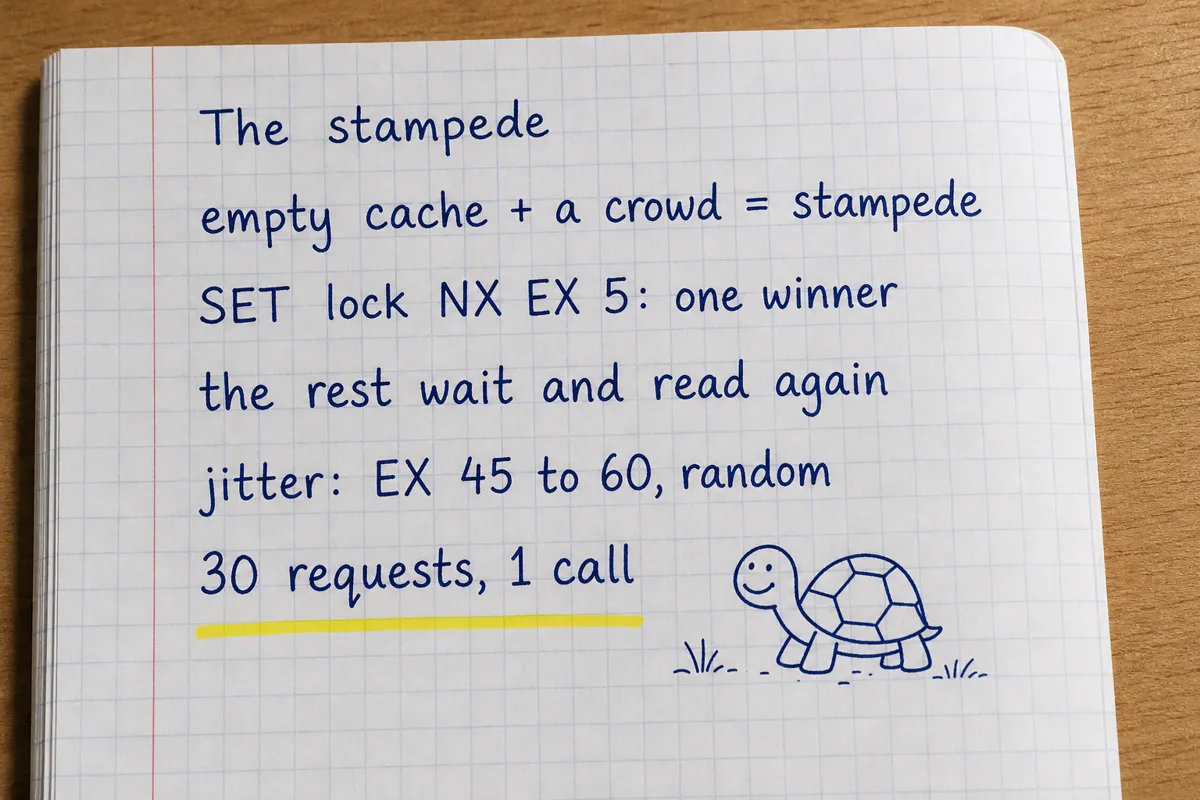 The stampede
empty cache + a crowd = stampede
SET lock NX EX 5: one winner
the rest wait and read again
jitter: EX 45 to 60, random
30 requests, 1 call